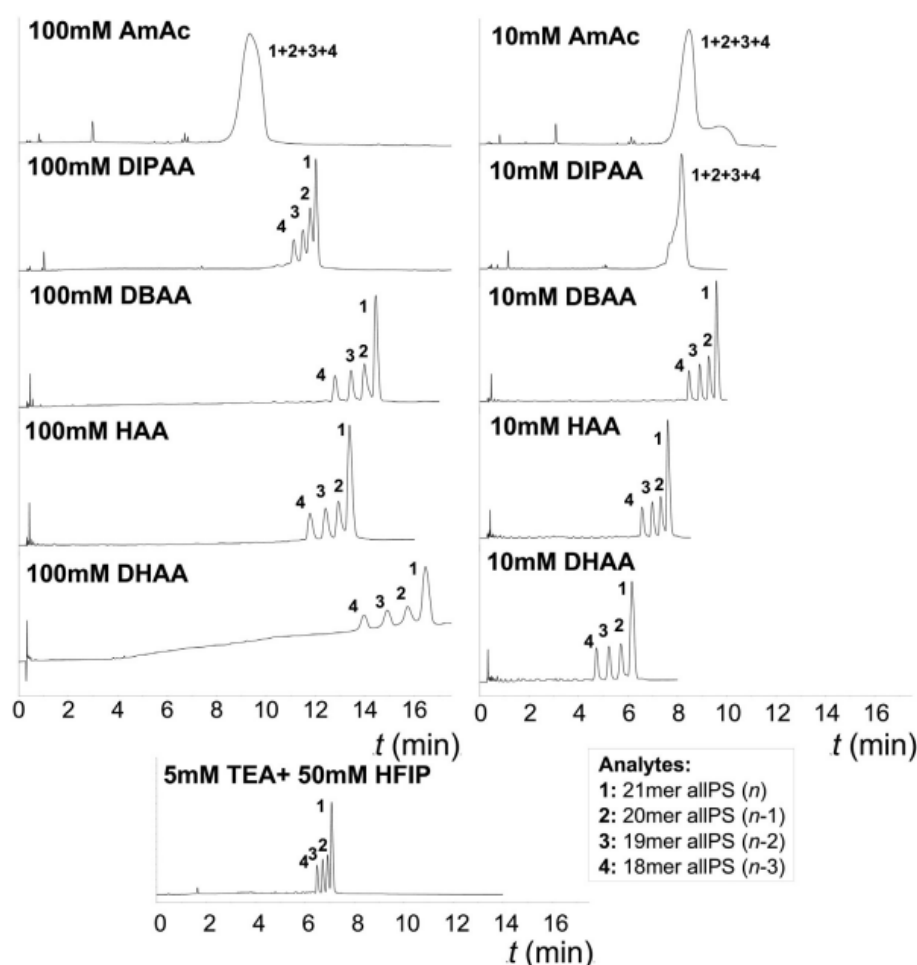 100mM AmAc
1+2+3+4
100mM DIPAA
1
2
3
4
100mM DBAA
1
3 2
4
100mM HAA
1
2
3
4
100mM DHAA
1
2
3
4
0 2 4 6 8 10 12 14 16
t (min)
10mM AmAc
1+2+3+4
10mM DIPAA
1+2+3+4
10mM DBAA
1
2
3
4
10mM HAA
1
3 2
4
10mM DHAA
1
2
3
4
0 2 4 6 8 10 12 14 16
t (min)
5mM TEA+ 50mM HFIP
1
2
3
4
0 2 4 6 8 10 12 14 16
t (min)
Analytes:
1: 21mer allPS (n)
2: 20mer allPS (n-1)
3: 19mer allPS (n-2)
4: 18mer allPS (n-3)